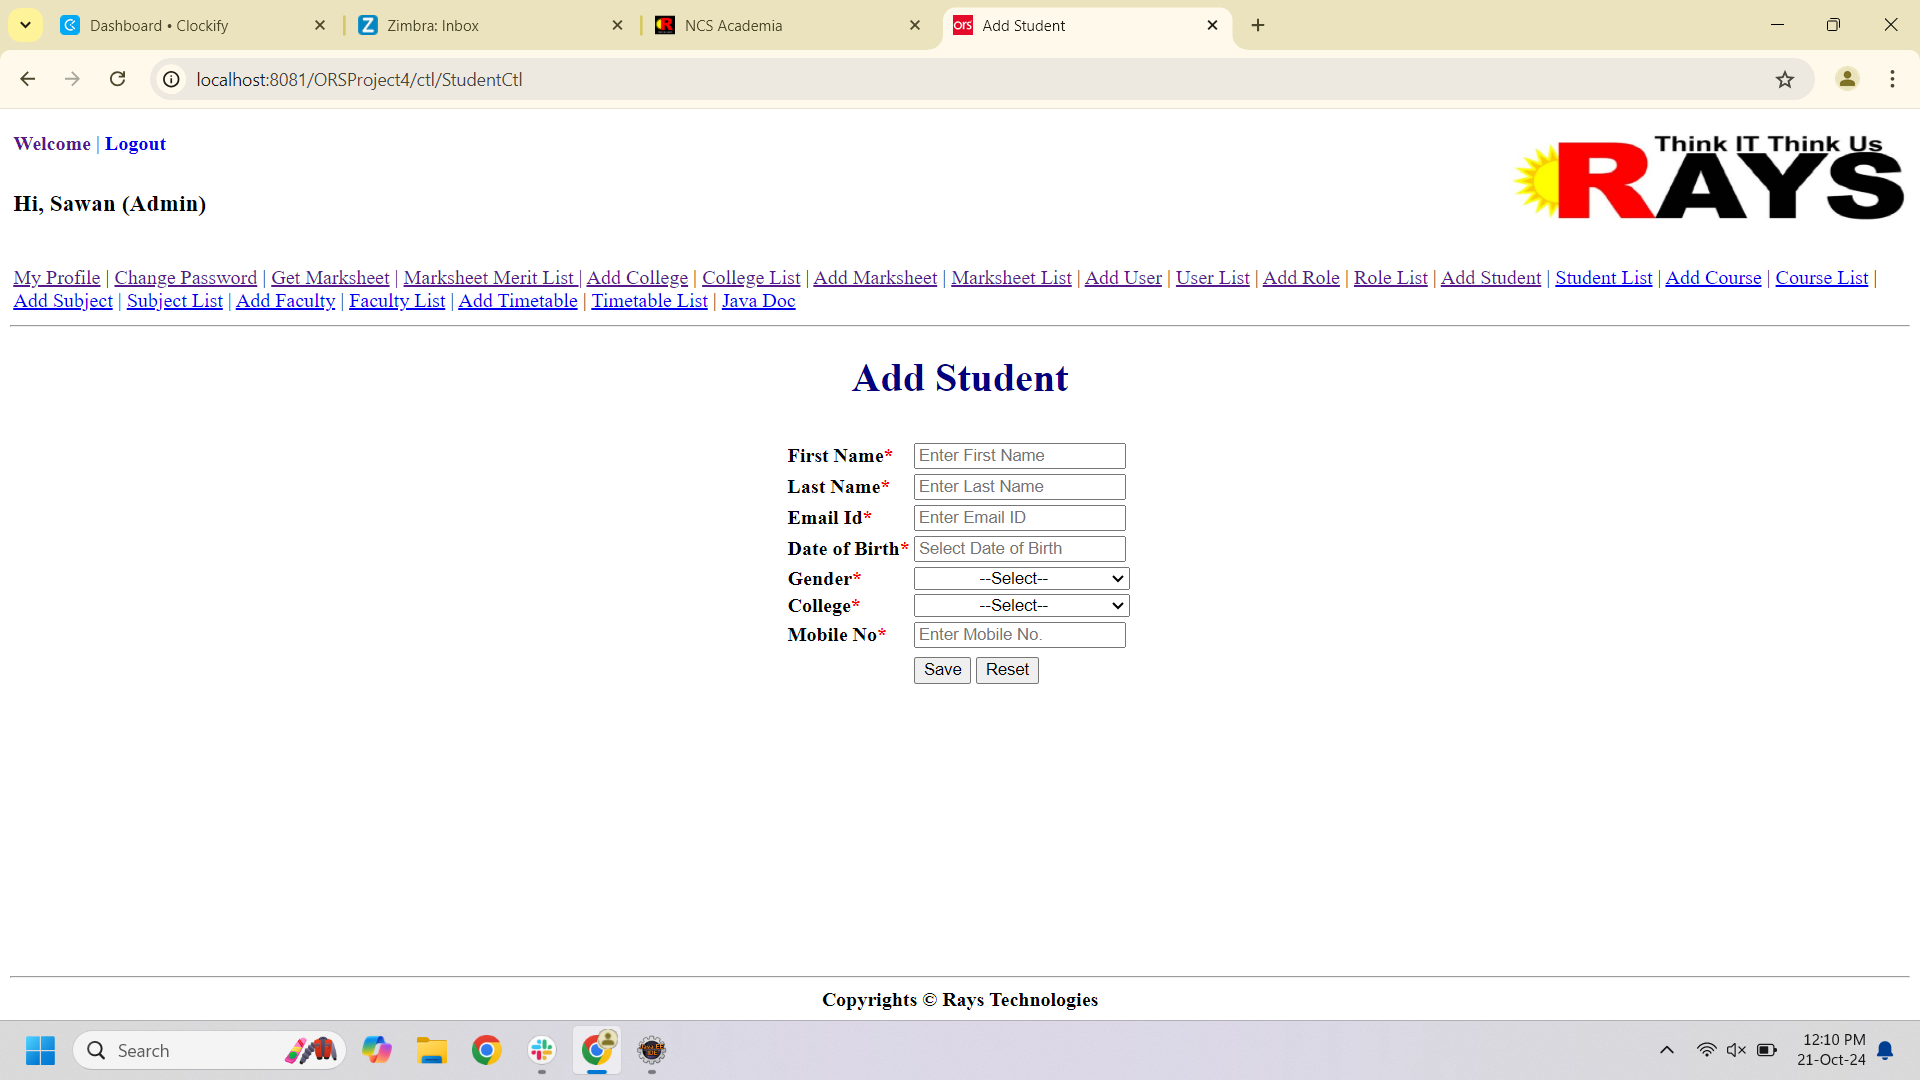 Dashboard • Clockify
Zimbra: Inbox
NCS Academia
ors Add Student
localhost:8081/ORSProject4/ctl/StudentCtl
Welcome | Logout
Think IT Think Us
RAYS
Hi, Sawan (Admin)
My Profile | Change Password | Get Marksheet | Marksheet Merit List | Add College | College List | Add Marksheet | Marksheet List | Add User | User List | Add Role | Role List | Add Student | Student List | Add Course | Course List |
Add Subject | Subject List | Add Faculty | Faculty List | Add Timetable | Timetable List | Java Doc
Add Student
First Name* Enter First Name
Last Name* Enter Last Name
Email Id* Enter Email ID
Date of Birth* Select Date of Birth
Gender* --Select--
College* --Select--
Mobile No* Enter Mobile No.
Save Reset
Copyrights © Rays Technologies
Search
12:10 PM
21-Oct-24